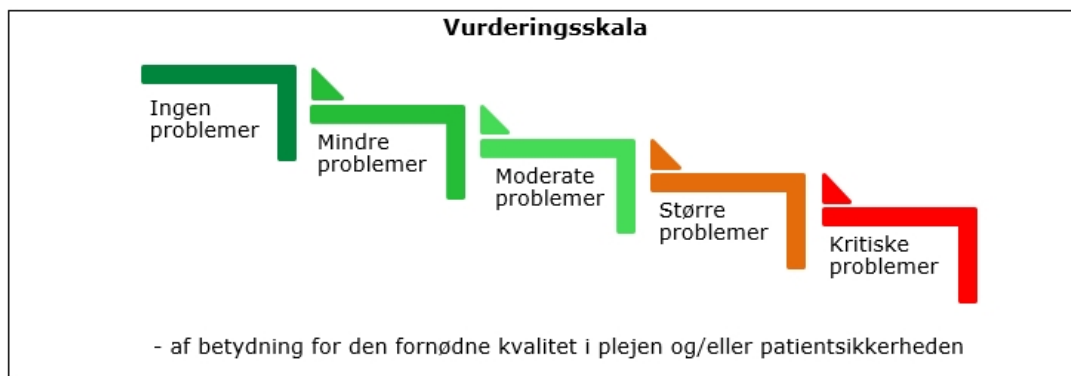 Vurderingsskala
Ingen
problemer
Mindre
problemer
Moderate
problemer
Større
problemer
Kritiske
problemer
- af betydning for den fornødne kvalitet i plejen og/eller patientsikkerheden